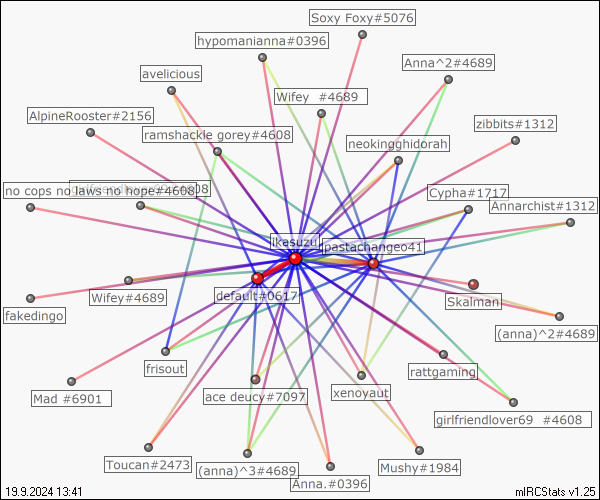 Soxy Foxy#5076
hypomanianna#0396
Anna^2#4689
avelicious
Wifey #4689
AlpineRooster#2156
zibbits#1312
ramshackle gorey#4608
neokingghidorah
no cops no laws no hope#4608
Cypha#1717
Annarchist#1312
ikasuzu
pastachangeo41
default#0617
Wifey#4689
Skalman
fakedingo
(anna)^2#4689
frisout
rattgaming
Mad #6901
ace deucy#7097
xenoyaut
girlfriendlover69 #4608
Toucan#2473
(anna)^3#4689
Mushy#1984
Anna.#0396
19.9.2024 13:41
mIRCStats v1.25